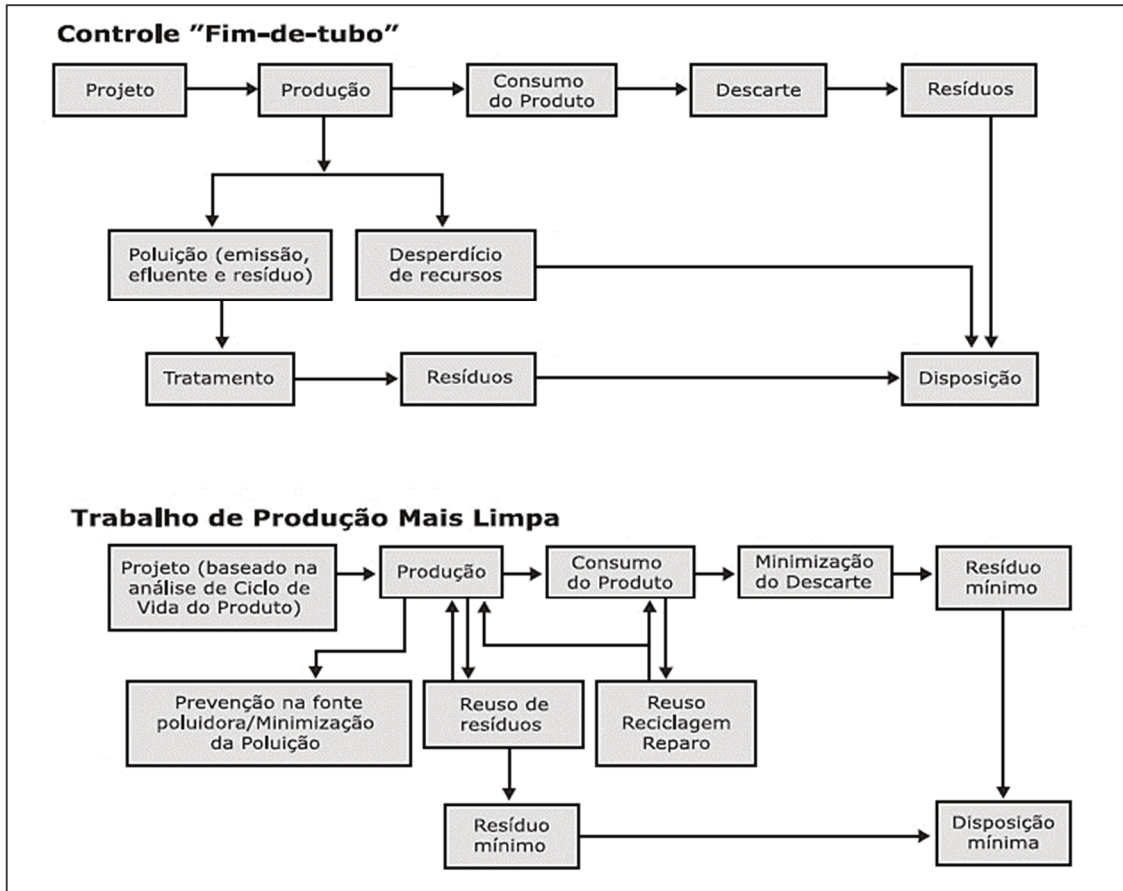 Controle ”Fim-de-tubo”
Projeto
Produção
Consumo
do Produto
Descarte
Resíduos
Poluição (emissão,
efluente e resíduo)
Desperdício
de recursos
Tratamento
Resíduos
Disposição
Trabalho de Produção Mais Limpa
Projeto (baseado na
análise de Ciclo de
Vida do Produto)
Produção
Consumo
do Produto
Minimização
do Descarte
Resíduo
mínimo
Prevenção na fonte
poluidora/Minimização
da Poluição
Reuso de
resíduos
Reuso
Reciclagem
Reparo
Resíduo
mínimo
Disposição
mínima